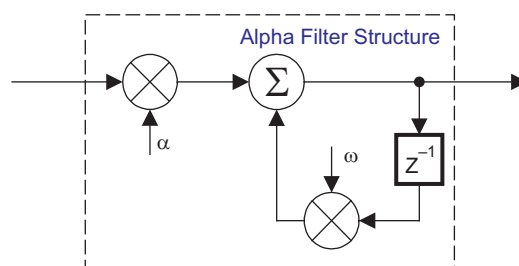 Alpha Filter Structure
Σ
α
ω
Z⁻¹